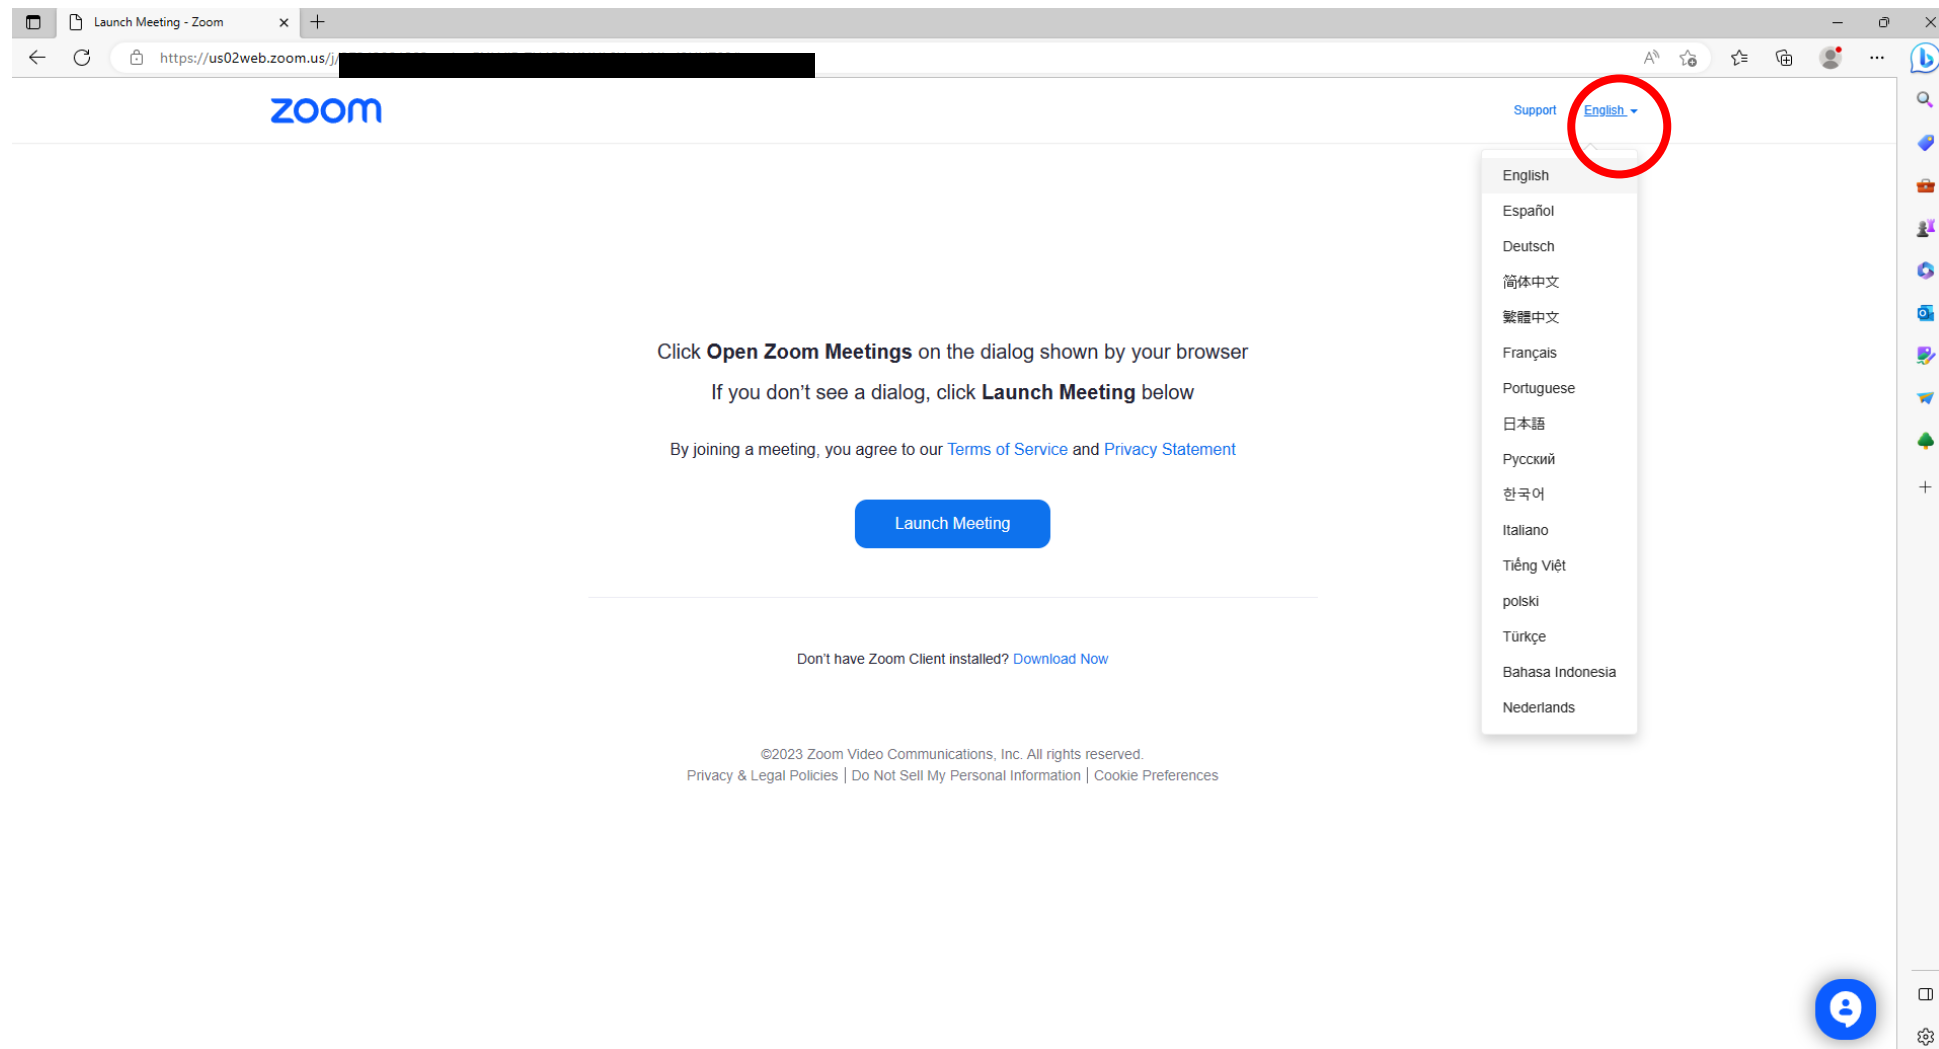 Launch Meeting - Zoom
https://us02web.zoom.us/j/
zoom
Support English
English
Español
Deutsch
简体中文
繁體中文
Français
Portuguese
日本語
Русский
한국어
Italiano
Tiếng Việt
polski
Türkçe
Bahasa Indonesia
Nederlands
Click Open Zoom Meetings on the dialog shown by your browser
If you don't see a dialog, click Launch Meeting below
By joining a meeting, you agree to our Terms of Service and Privacy Statement
Launch Meeting
Don't have Zoom Client installed? Download Now
©2023 Zoom Video Communications, Inc. All rights reserved.
Privacy & Legal Policies | Do Not Sell My Personal Information | Cookie Preferences